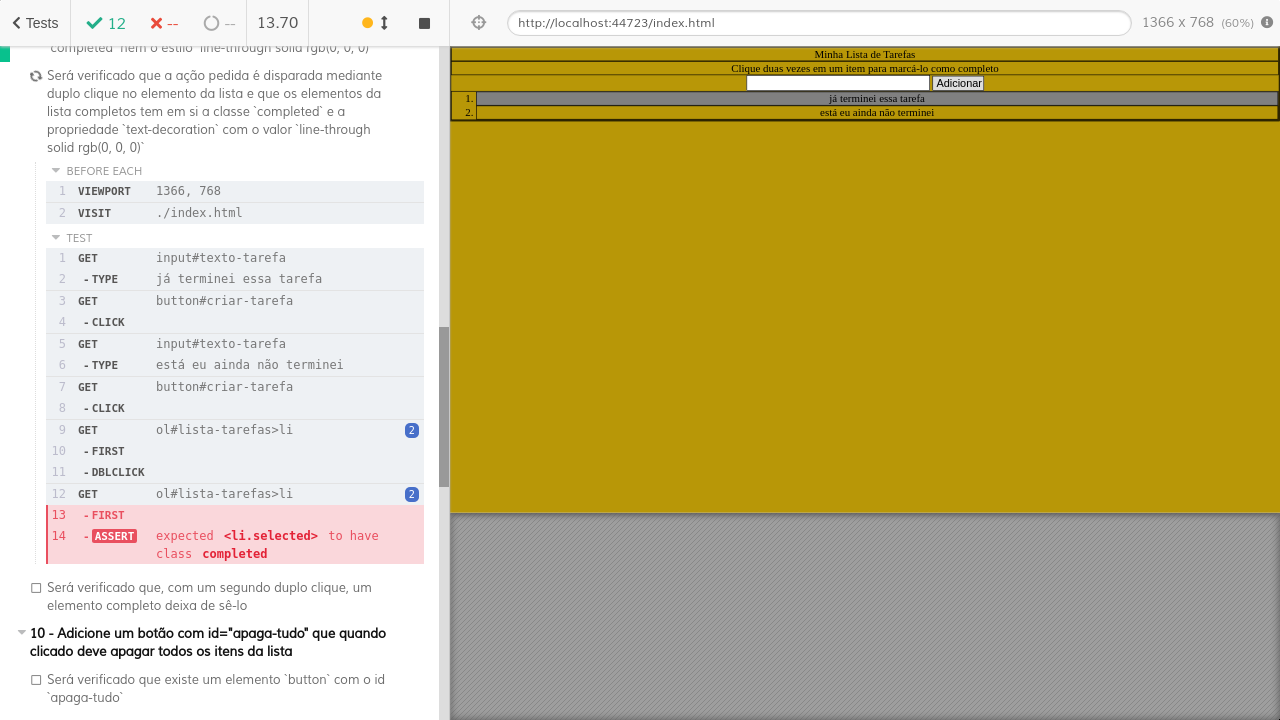 Tests
12
--
--
13.70
http://localhost:44723/index.html
1366 x 768 (60%)
`completed` nem o estilo `line-through solid rgb(0, 0, 0)`
Será verificado que a ação pedida é disparada mediante
duplo clique no elemento da lista e que os elementos da
lista completos tem em si a classe `completed` e a
propriedade `text-decoration` com o valor `line-through
solid rgb(0, 0, 0)`
BEFORE EACH
1 VIEWPORT 1366, 768
2 VISIT ./index.html
TEST
1 GET input#texto-tarefa
2 -TYPE já terminei essa tarefa
3 GET button#criar-tarefa
4 -CLICK
5 GET input#texto-tarefa
6 -TYPE está eu ainda não terminei
7 GET button#criar-tarefa
8 -CLICK
9 GET ol#lista-tarefas>li 2
10 -FIRST
11 -DBLCLICK
12 GET ol#lista-tarefas>li 2
13 -FIRST
14 -ASSERT expected <li.selected> to have
class completed
Será verificado que, com um segundo duplo clique, um
elemento completo deixa de sê-lo
10 - Adicione um botão com id="apaga-tudo" que quando
clicado deve apagar todos os itens da lista
Será verificado que existe um elemento `button` com o id
`apaga-tudo`
Minha Lista de Tarefas
Clique duas vezes em um item para marcá-lo como completo
Adicionar
1. já terminei essa tarefa
2. está eu ainda não terminei